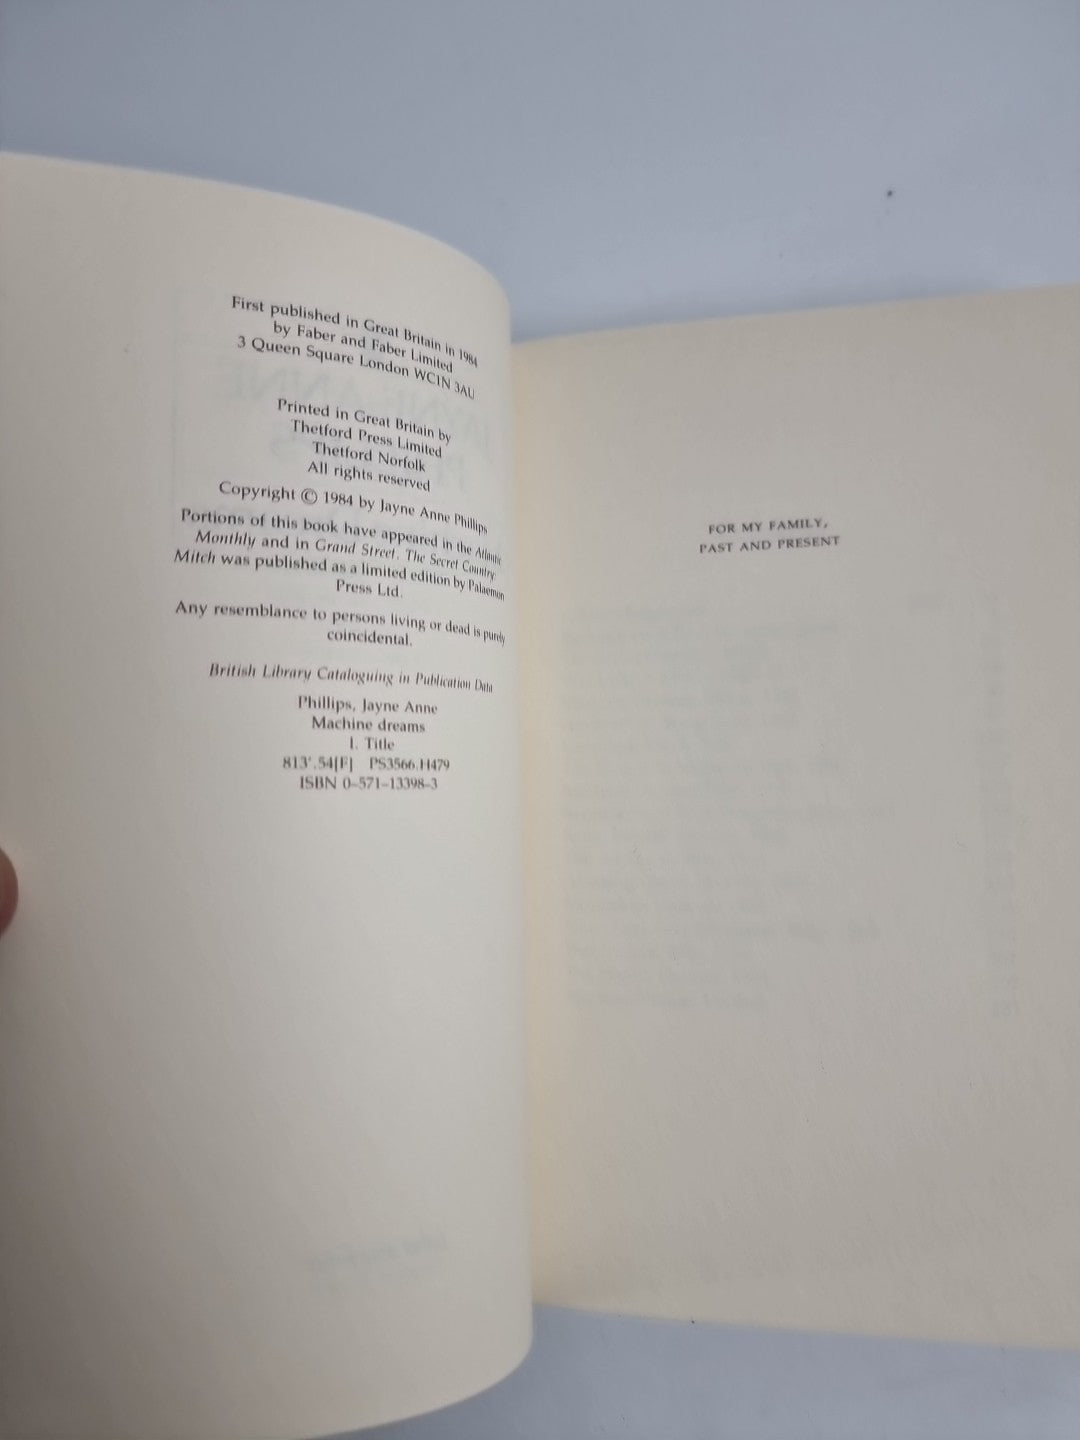 First published in Great Britain in 1984
by Faber and Faber Limited
3 Queen Square London WC1N 3AU
Printed in Great Britain by
Thetford Press Limited
Thetford Norfolk
All rights reserved
Copyright © 1984 by Jayne Anne Phillips
Portions of this book have appeared in the Atlantic
Monthly and in Grand Street. The Secret Country:
Mitch was published as a limited edition by Palaemon
Press Ltd.
Any resemblance to persons living or dead is purely
coincidental.
British Library Cataloguing in Publication Data
Phillips, Jayne Anne
Machine dreams
I. Title
813'.54[F] PS3566.H479
ISBN 0-571-13398-3
FOR MY FAMILY,
PAST AND PRESENT